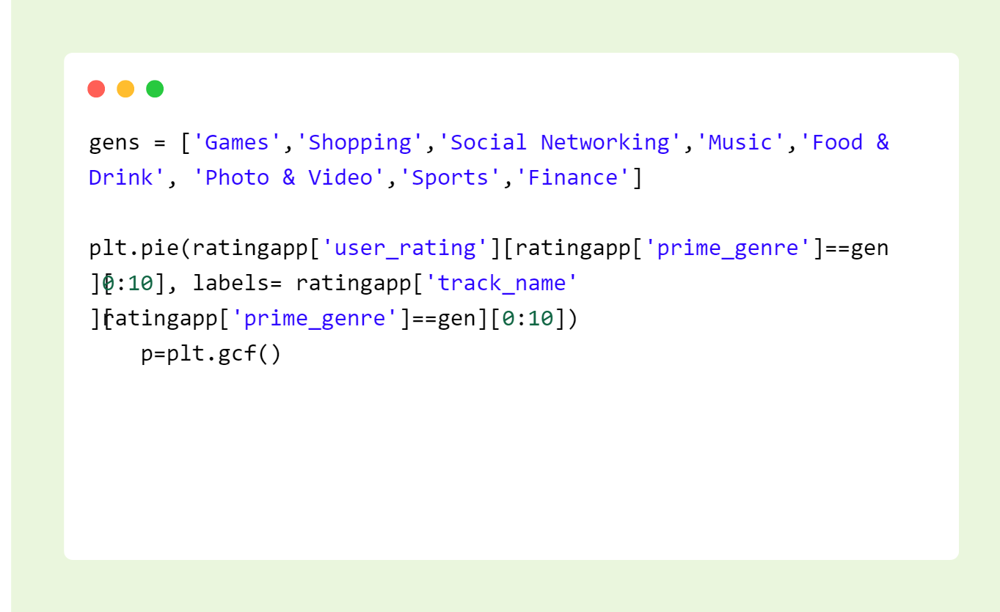 gens = ['Games','Shopping','Social Networking','Music','Food &
Drink', 'Photo & Video','Sports','Finance']
plt.pie(ratingapp['user_rating'][ratingapp['prime_genre']==gen
][0:10], labels= ratingapp['track_name'
][ratingapp['prime_genre']==gen][0:10])
    p=plt.gcf()